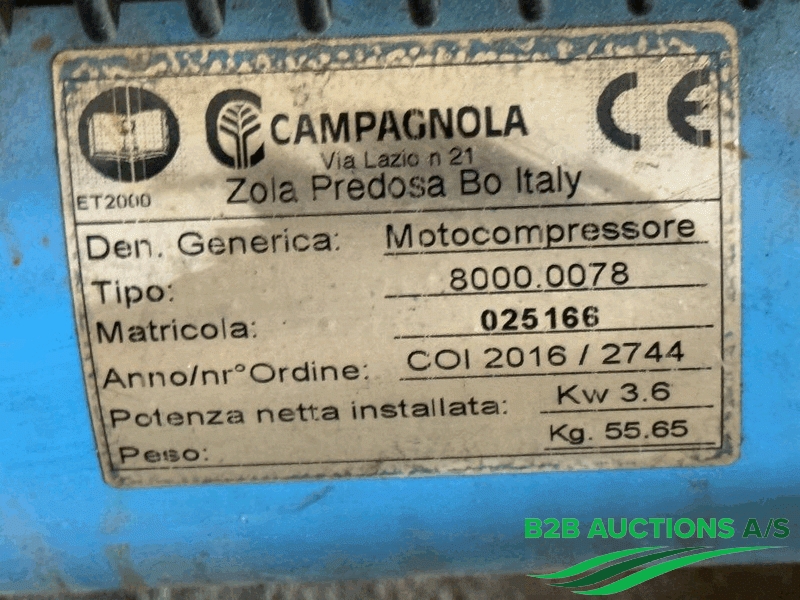 CAMPAGNOLA
CE
Via Lazio n 21
Zola Predosa Bo Italy
ET2000
Den. Generica: Motocompressore
Tipo: 8000.0078
Matricola: 025166
Anno/nr°Ordine: COI 2016 / 2744
Potenza netta installata: Kw 3.6
Peso: Kg. 55.65
B2B AUCTIONS A/S